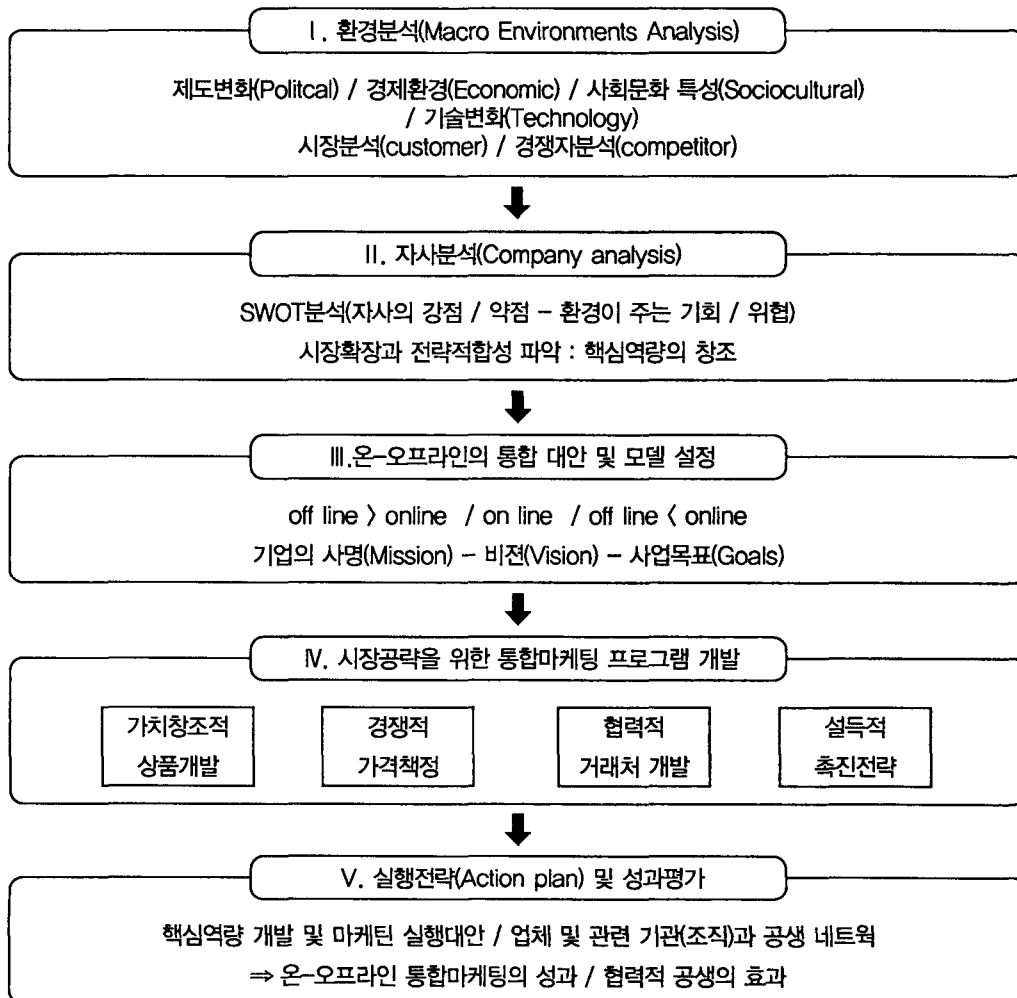 Ⅰ. 환경분석(Macro Environments Analysis)
제도변화(Politcal) / 경제환경(Economic) / 사회문화 특성(Sociocultural)
/ 기술변화(Technology)
시장분석(customer) / 경쟁자분석(competitor)
Ⅱ. 자사분석(Company analysis)
SWOT분석(자사의 강점 / 약점 - 환경이 주는 기회 / 위협)
시장확장과 전략적합성 파악 : 핵심역량의 창조
Ⅲ.온-오프라인의 통합 대안 및 모델 설정
off line > online / on line / off line < online
기업의 사명(Mission) - 비젼(Vision) - 사업목표(Goals)
Ⅳ. 시장공략을 위한 통합마케팅 프로그램 개발
가치창조적 경쟁적 협력적 설득적
상품개발 가격책정 거래처 개발 촉진전략
Ⅴ. 실행전략(Action plan) 및 성과평가
핵심역량 개발 및 마케틴 실행대안 / 업체 및 관련 기관(조직)과 공생 네트웍
⇒ 온-오프라인 통합마케팅의 성과 / 협력적 공생의 효과